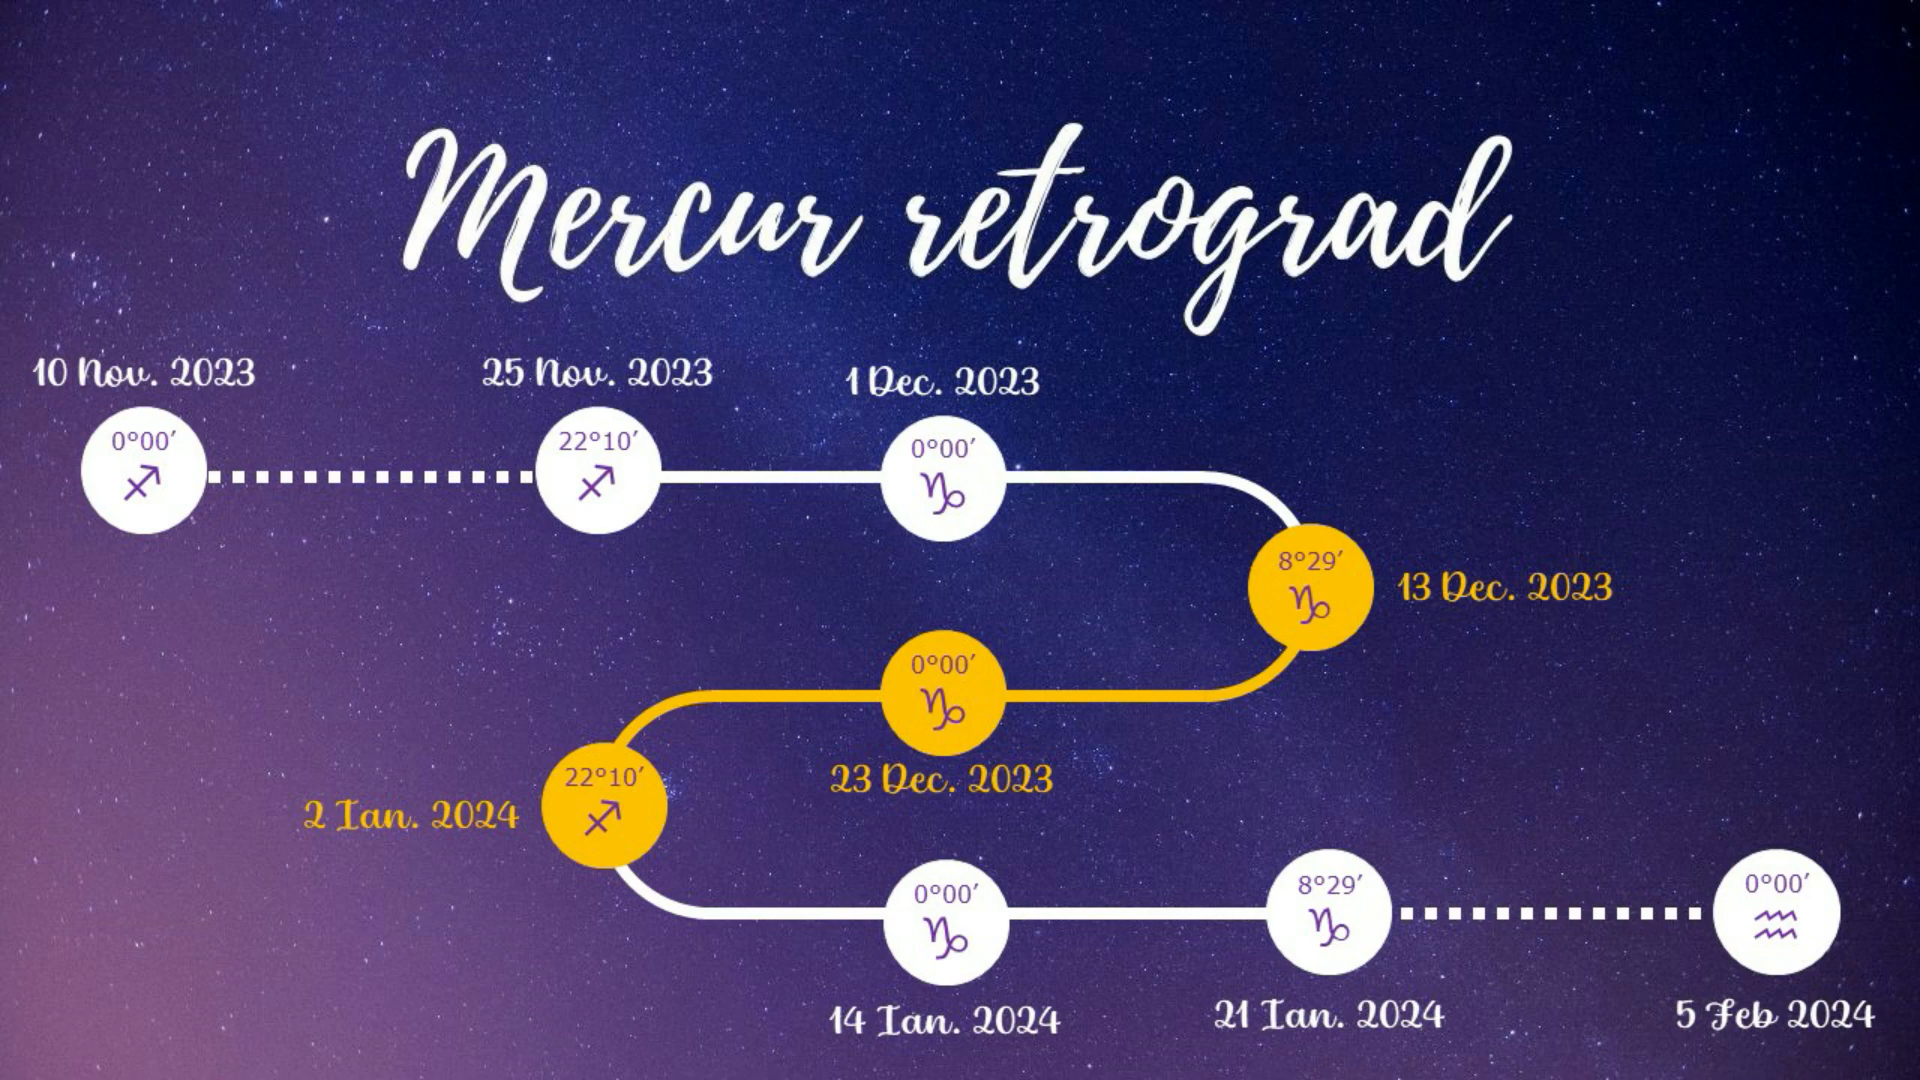 Mercur retrograd
10 Nov. 2023
25 Nov. 2023
1 Dec. 2023
0°00′
♐
22°10′
♐
0°00′
♑
8°29′
♑
13 Dec. 2023
0°00′
♑
23 Dec. 2023
22°10′
♐
2 Ian. 2024
0°00′
♑
14 Ian. 2024
8°29′
♑
21 Ian. 2024
0°00′
♒
5 Feb 2024